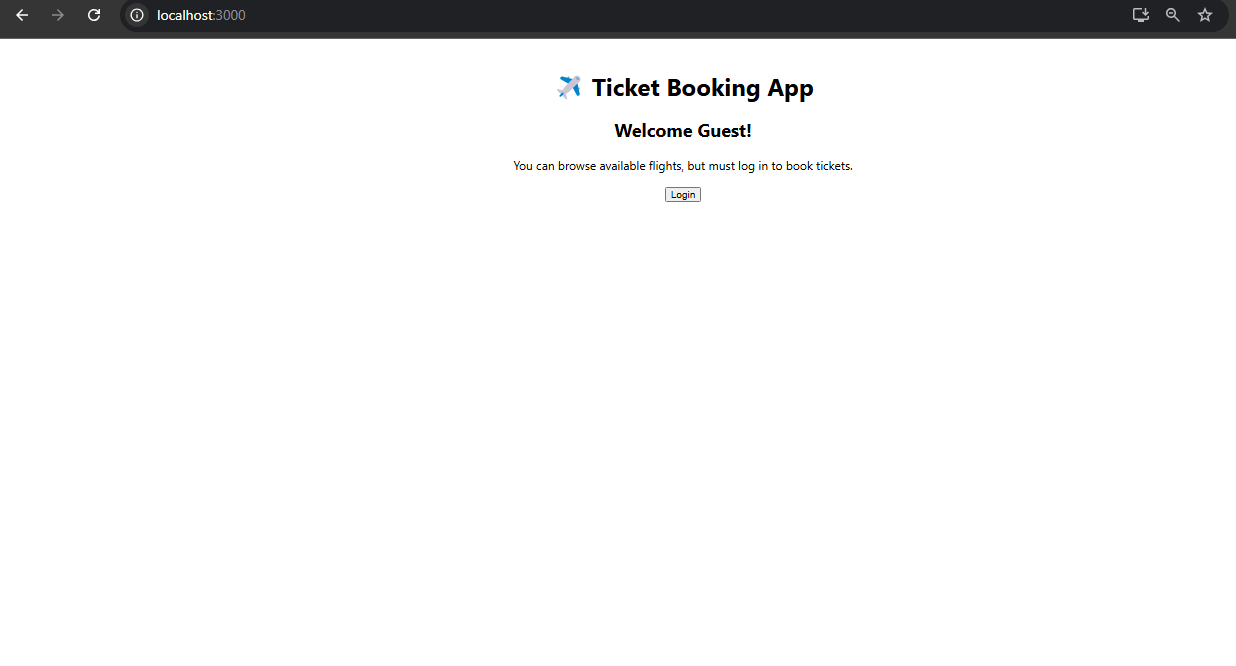 localhost:3000
Ticket Booking App
Welcome Guest!
You can browse available flights, but must log in to book tickets.
Login